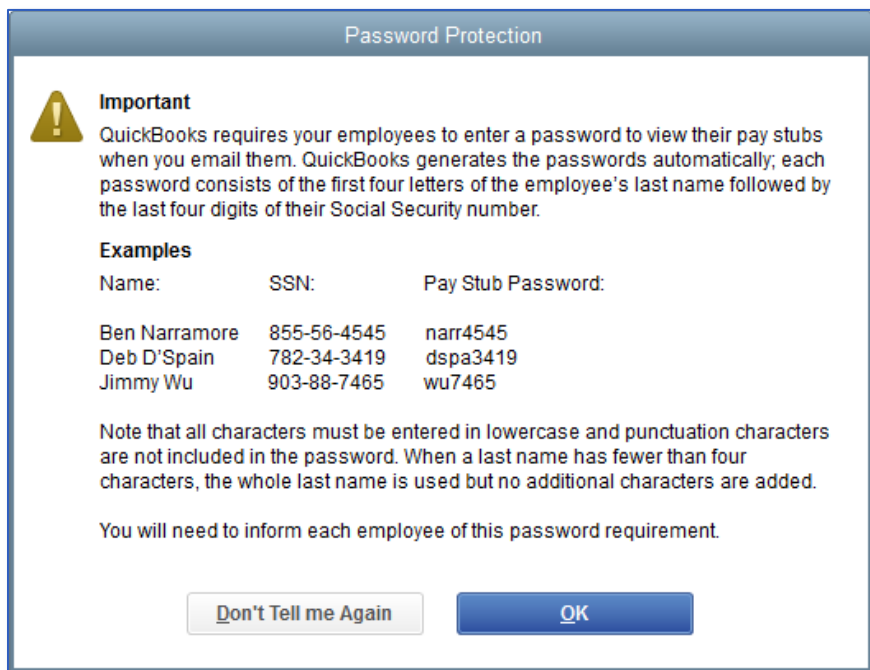 Password Protection
Important
QuickBooks requires your employees to enter a password to view their pay stubs
when you email them. QuickBooks generates the passwords automatically; each
password consists of the first four letters of the employee's last name followed by
the last four digits of their Social Security number.
Examples
Name: SSN: Pay Stub Password:
Ben Narramore 855-56-4545 narr4545
Deb D'Spain 782-34-3419 dspa3419
Jimmy Wu 903-88-7465 wu7465
Note that all characters must be entered in lowercase and punctuation characters
are not included in the password. When a last name has fewer than four
characters, the whole last name is used but no additional characters are added.
You will need to inform each employee of this password requirement.
Don't Tell me Again OK